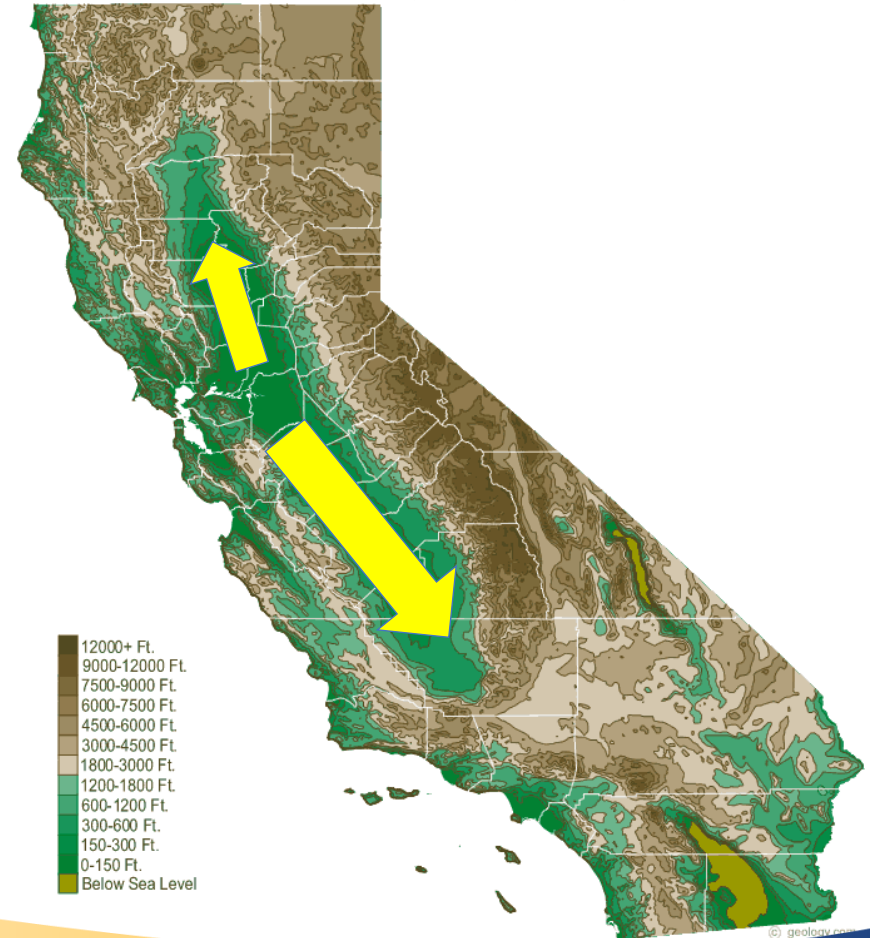 12000+ Ft.
9000-12000 Ft.
7500-9000 Ft.
6000-7500 Ft.
4500-6000 Ft.
3000-4500 Ft.
1800-3000 Ft.
1200-1800 Ft.
600-1200 Ft.
300-600 Ft.
150-300 Ft.
0-150 Ft.
Below Sea Level
(c) geology.com